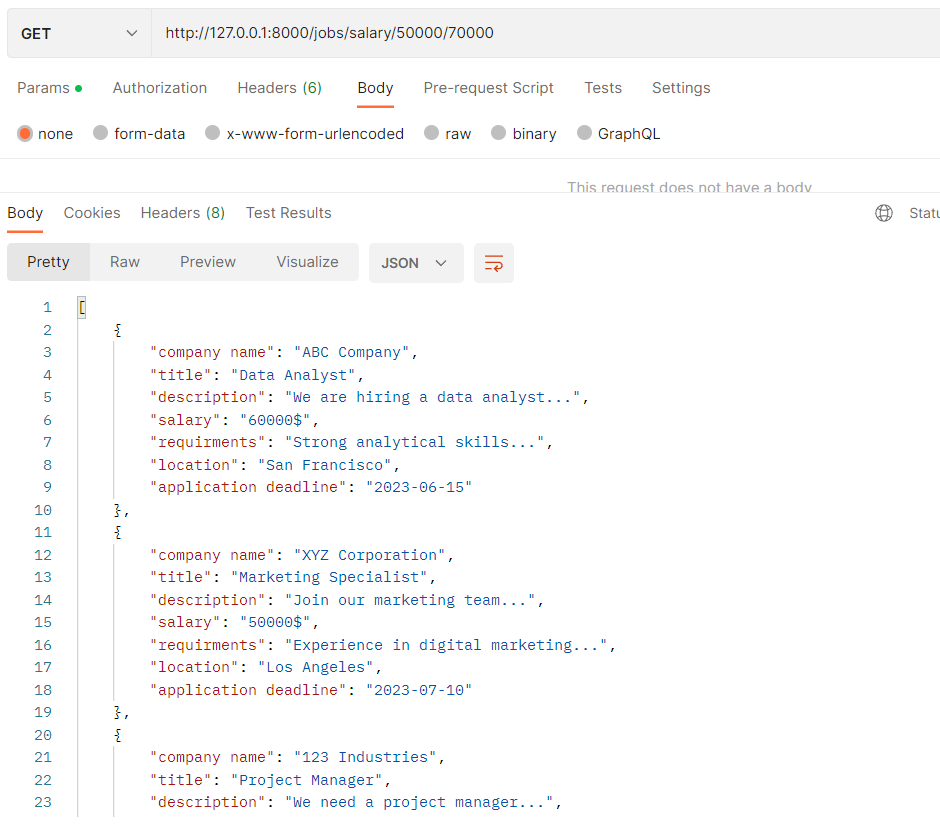 GET http://127.0.0.1:8000/jobs/salary/50000/70000
Params Authorization Headers (6) Body Pre-request Script Tests Settings
none form-data x-www-form-urlencoded raw binary GraphQL
This request does not have a body
Body Cookies Headers (8) Test Results Statu
Pretty Raw Preview Visualize JSON
1 [
2 {
3 "company name": "ABC Company",
4 "title": "Data Analyst",
5 "description": "We are hiring a data analyst...",
6 "salary": "60000$",
7 "requirments": "Strong analytical skills...",
8 "location": "San Francisco",
9 "application deadline": "2023-06-15"
10 },
11 {
12 "company name": "XYZ Corporation",
13 "title": "Marketing Specialist",
14 "description": "Join our marketing team...",
15 "salary": "50000$",
16 "requirments": "Experience in digital marketing...",
17 "location": "Los Angeles",
18 "application deadline": "2023-07-10"
19 },
20 {
21 "company name": "123 Industries",
22 "title": "Project Manager",
23 "description": "We need a project manager...",